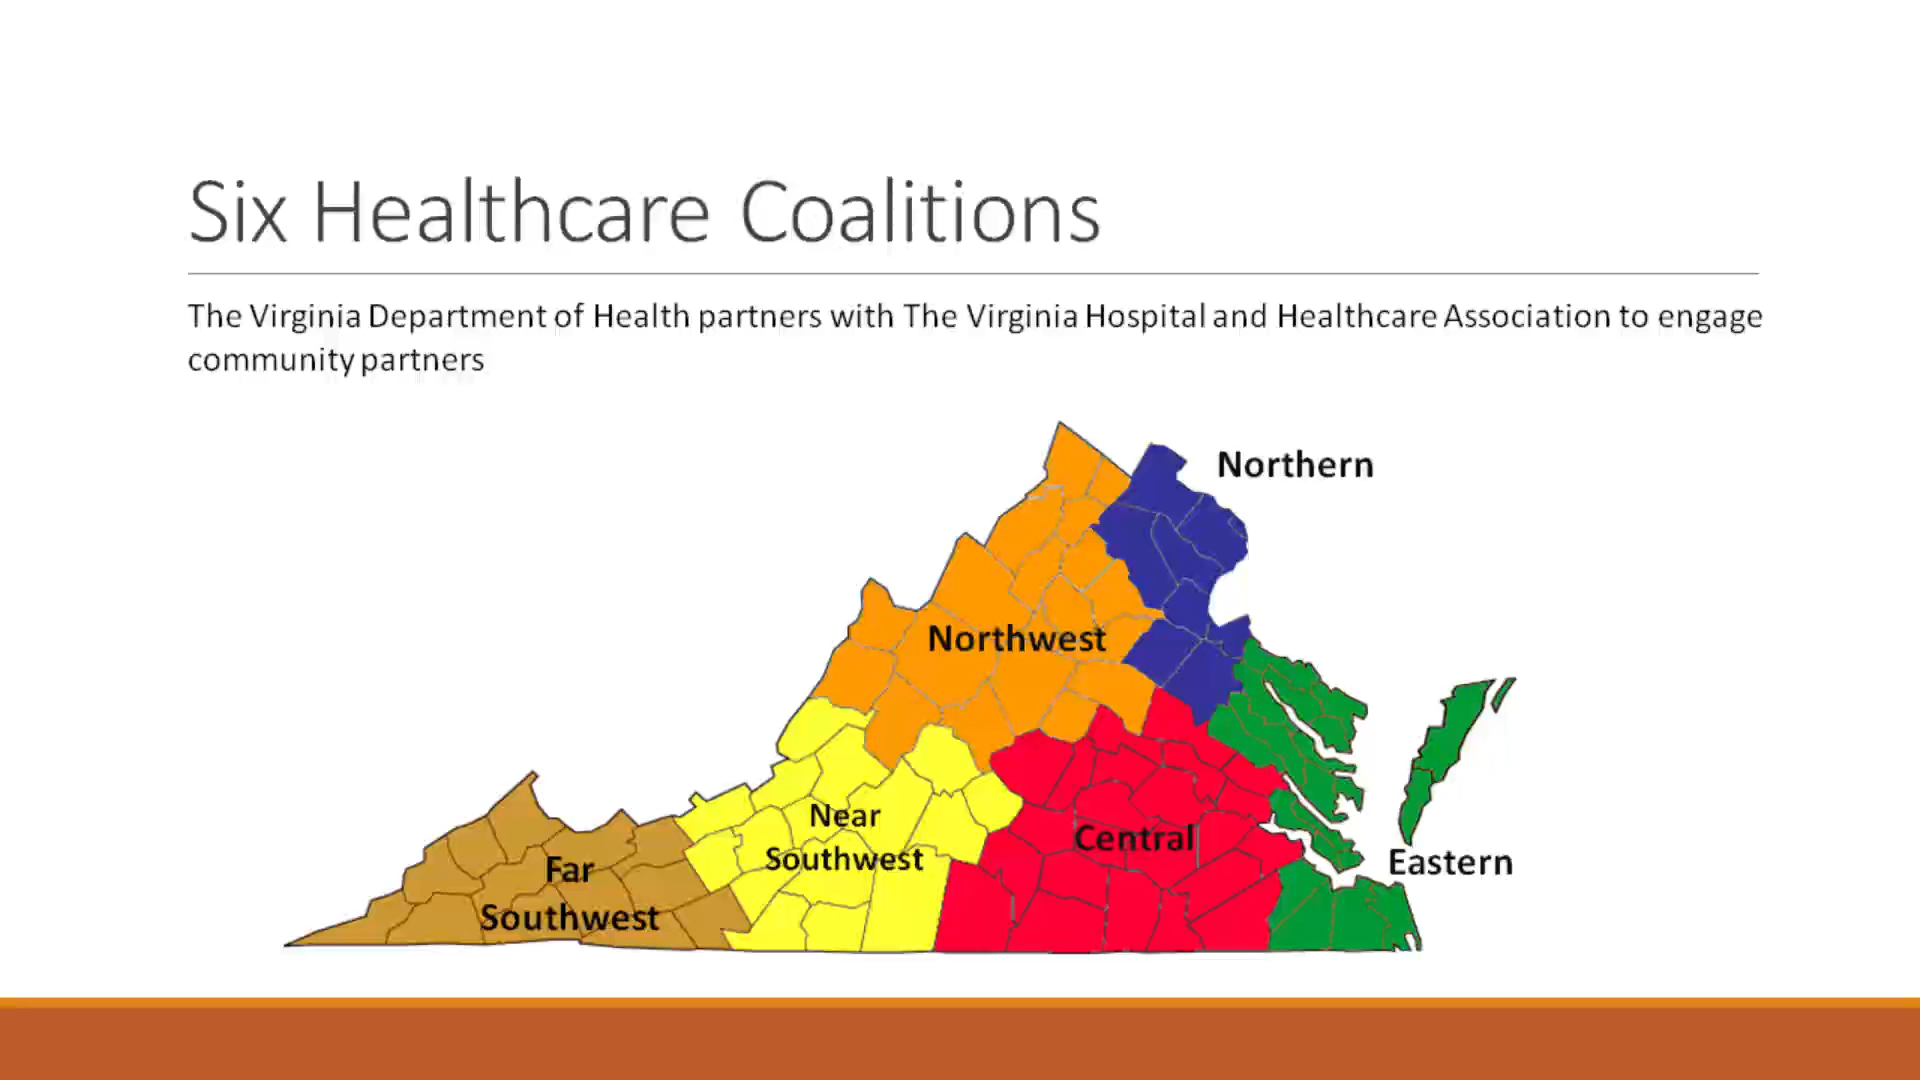 Six Healthcare Coalitions
The Virginia Department of Health partners with The Virginia Hospital and Healthcare Association to engage
community partners
Northern
Northwest
Near
Southwest
Central
Eastern
Far
Southwest